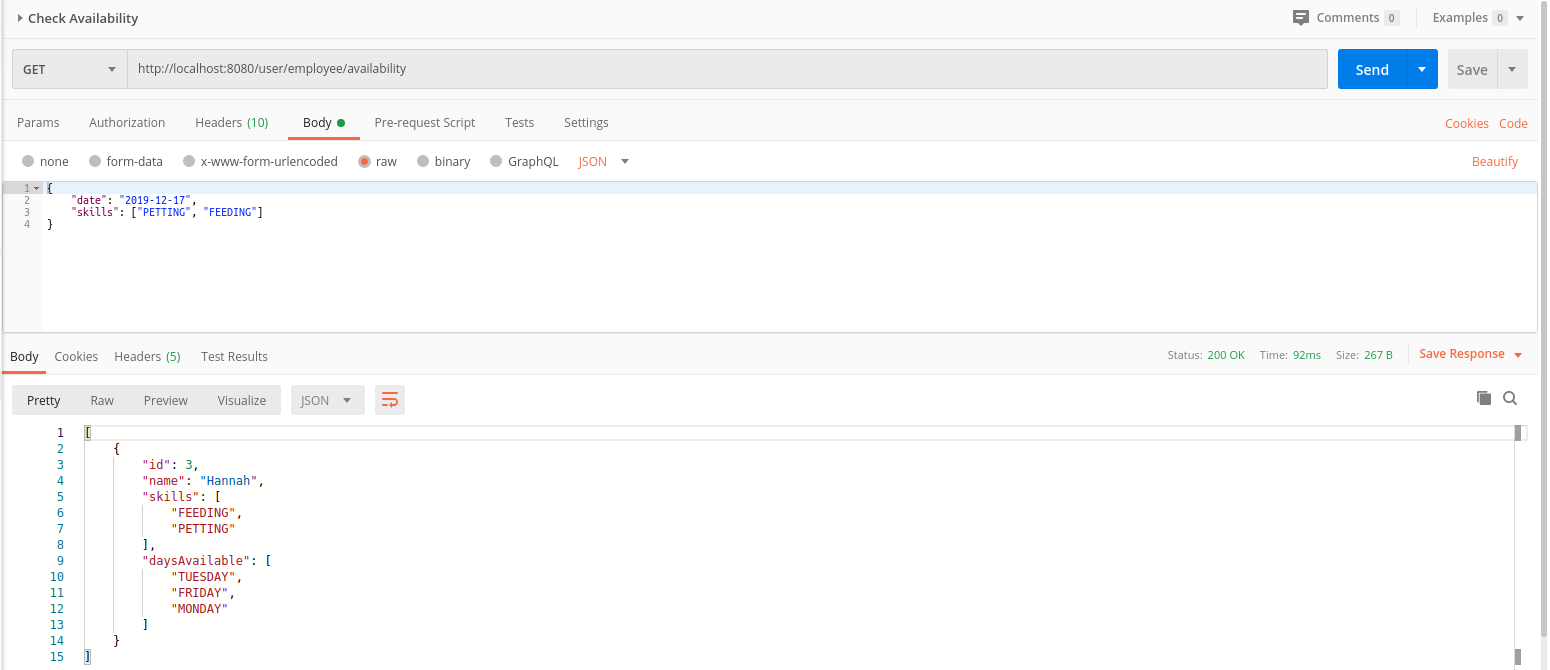 Check Availability Comments 0 Examples 0
GET http://localhost:8080/user/employee/availability Send Save
Params Authorization Headers (10) Body Pre-request Script Tests Settings Cookies Code
none form-data x-www-form-urlencoded raw binary GraphQL JSON Beautify
1 {
2 "date": "2019-12-17",
3 "skills": ["PETTING", "FEEDING"]
4 }
Body Cookies Headers (5) Test Results Status: 200 OK Time: 92ms Size: 267 B Save Response
Pretty Raw Preview Visualize JSON
1 [
2 {
3 "id": 3,
4 "name": "Hannah",
5 "skills": [
6 "FEEDING",
7 "PETTING"
8 ],
9 "daysAvailable": [
10 "TUESDAY",
11 "FRIDAY",
12 "MONDAY"
13 ]
14 }
15 ]